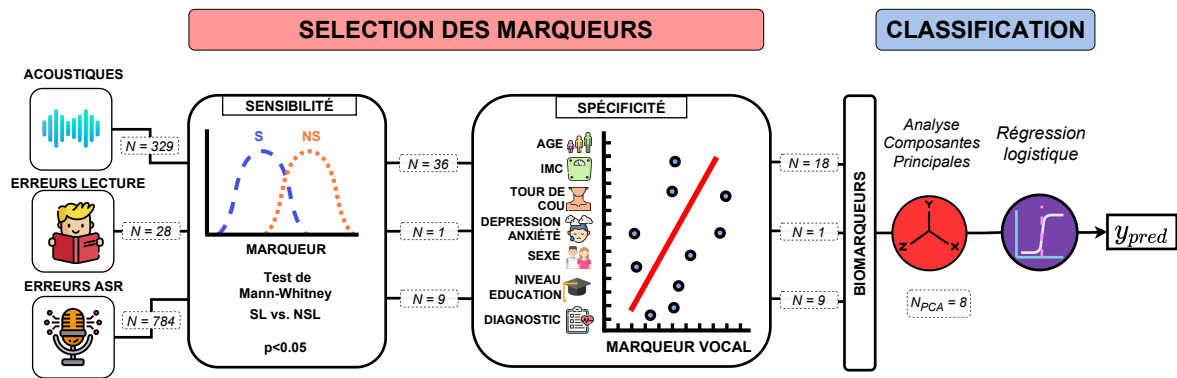 SELECTION DES MARQUEURS
CLASSIFICATION
ACOUSTIQUES
N = 329
ERREURS LECTURE
N = 28
ERREURS ASR
N = 784
SENSIBILITÉ
S
NS
MARQUEUR
Test de
Mann-Whitney
SL vs. NSL
p<0.05
N = 36
N = 1
N = 9
SPÉCIFICITÉ
AGE
IMC
TOUR DE
COU
DEPRESSION
ANXIÉTÉ
SEXE
NIVEAU
EDUCATION
DIAGNOSTIC
MARQUEUR VOCAL
N = 18
N = 1
N = 9
BIOMARQUEURS
Analyse
Composantes
Principales
Y
Z
X
N_PCA = 8
Régression
logistique
y_pred